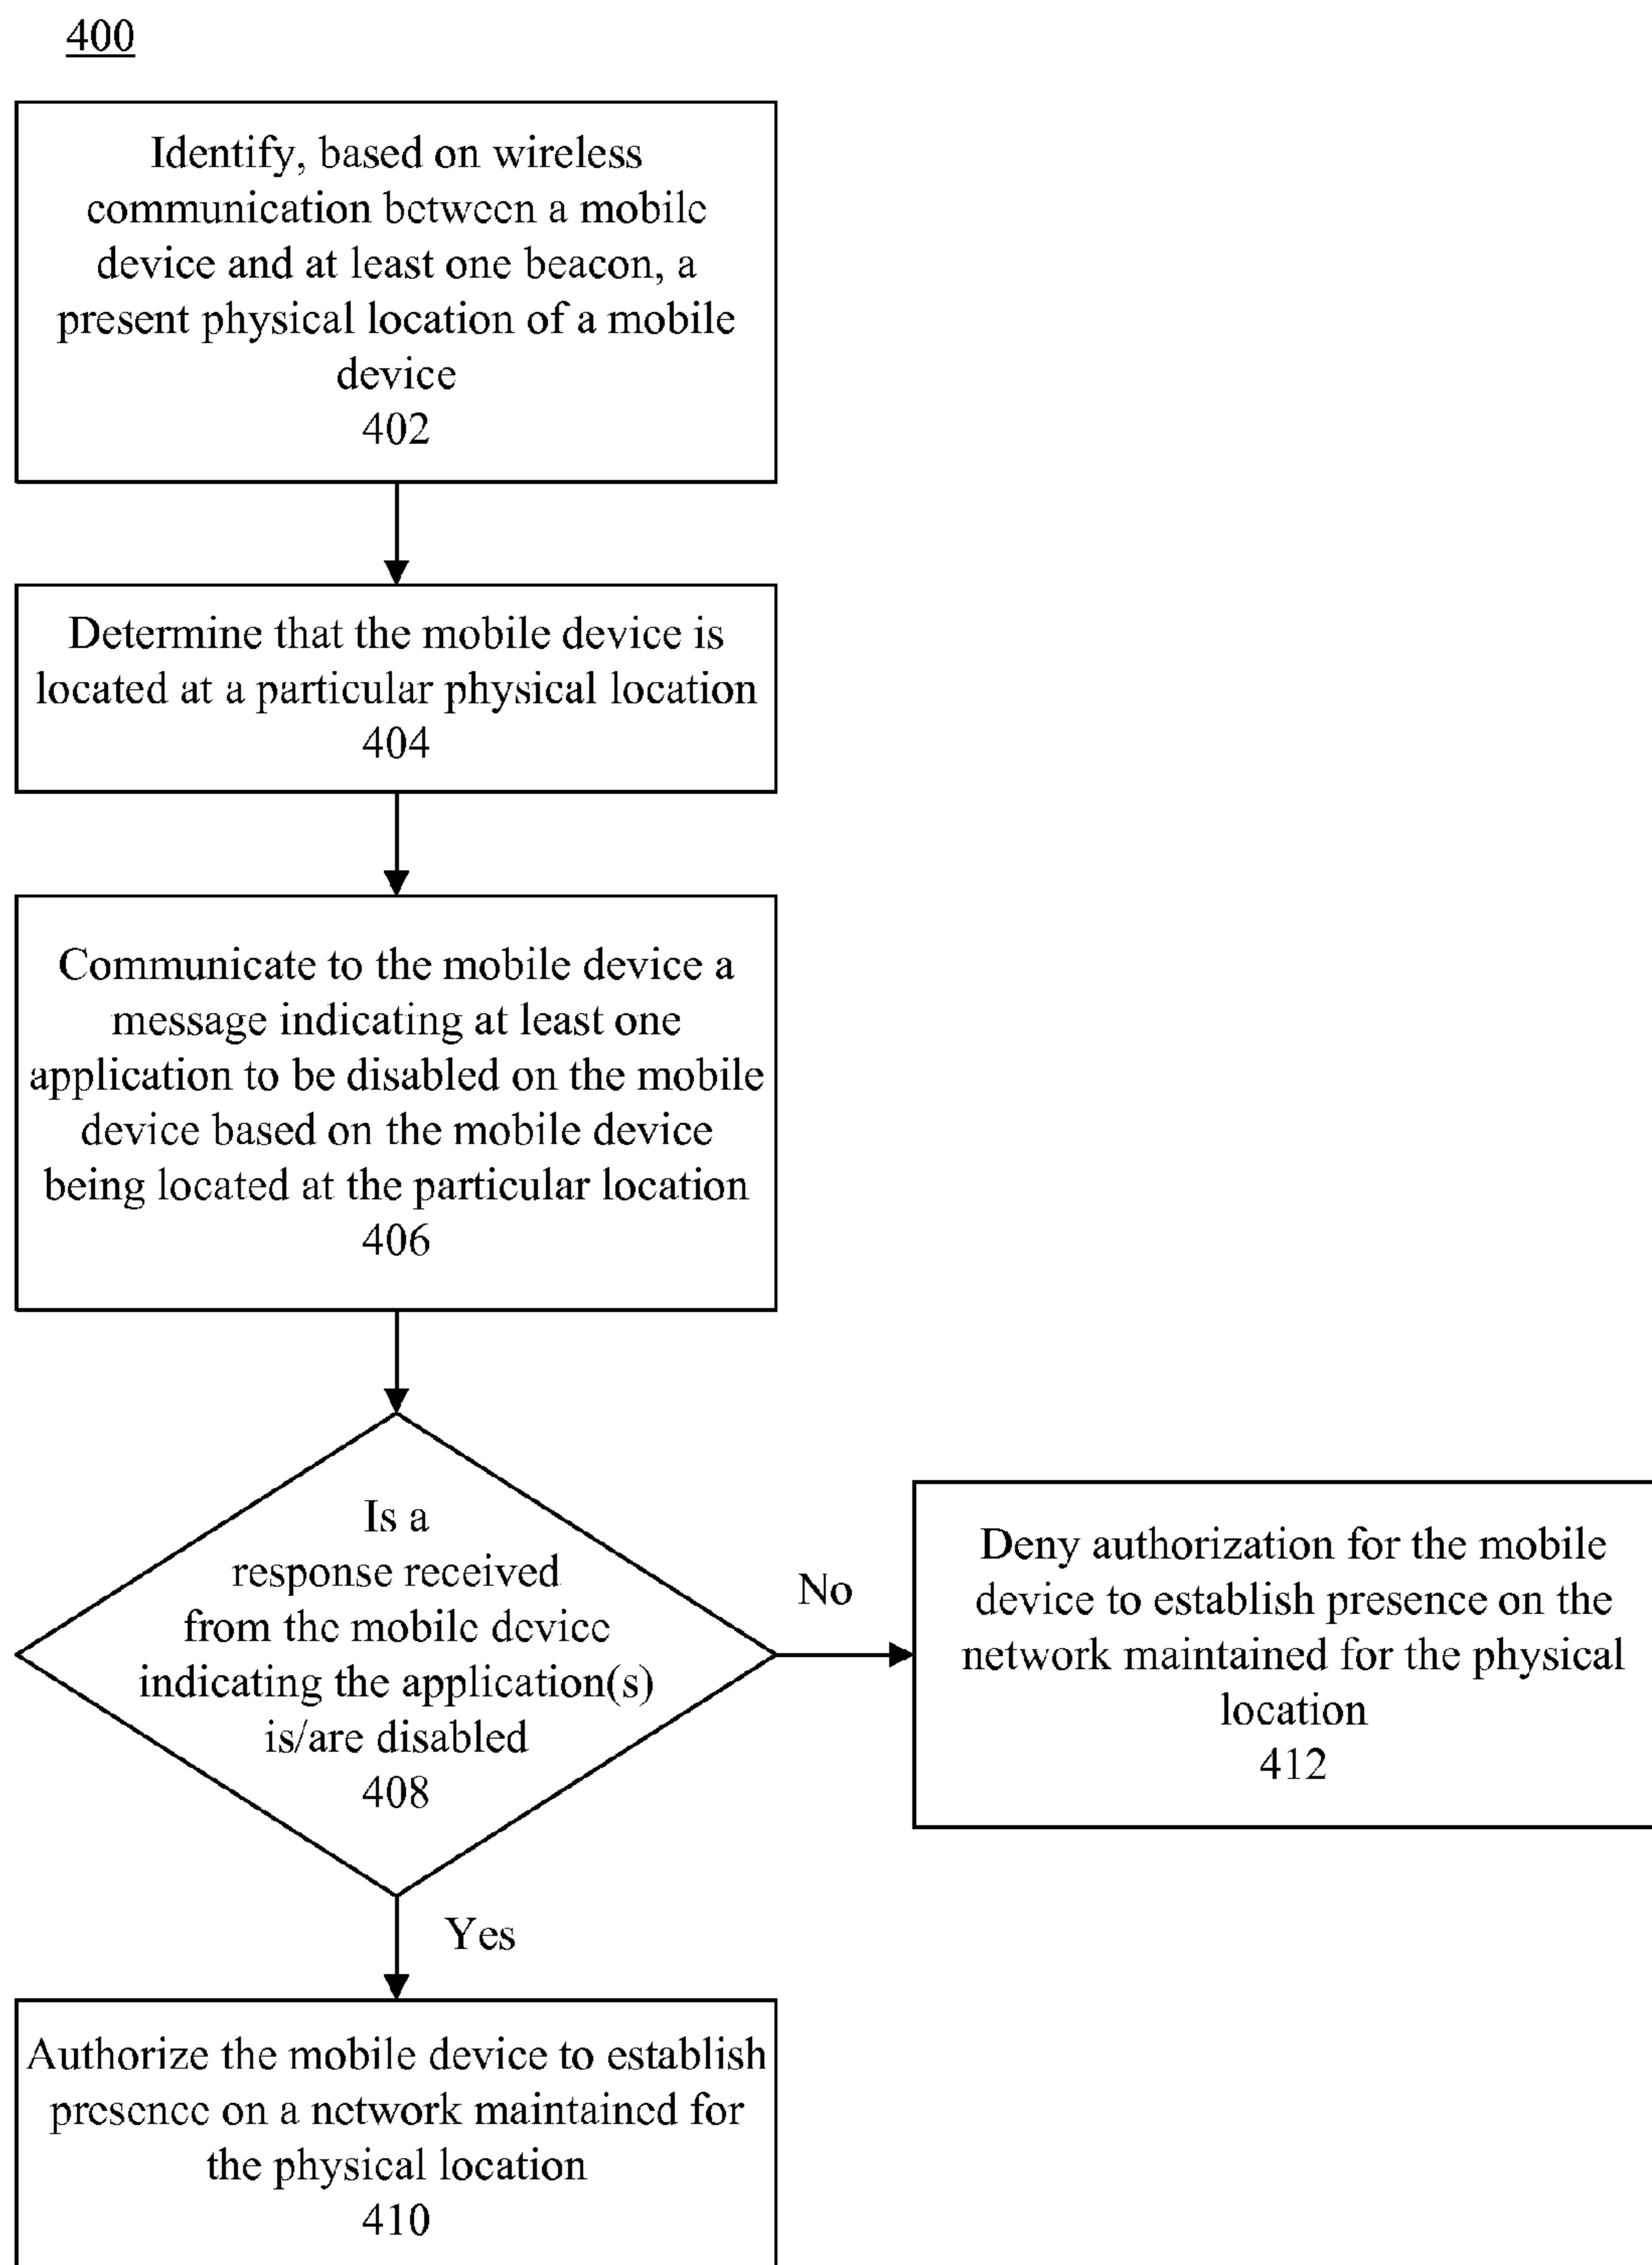 400
Identify, based on wireless
communication between a mobile
device and at least one beacon, a
present physical location of a mobile
device
402
Determine that the mobile device is
located at a particular physical location
404
Communicate to the mobile device a
message indicating at least one
application to be disabled on the mobile
device based on the mobile device
being located at the particular location
406
Is a
response received
from the mobile device
indicating the application(s)
is/are disabled
408
No
Deny authorization for the mobile
device to establish presence on the
network maintained for the physical
location
412
Yes
Authorize the mobile device to establish
presence on a network maintained for
the physical location
410